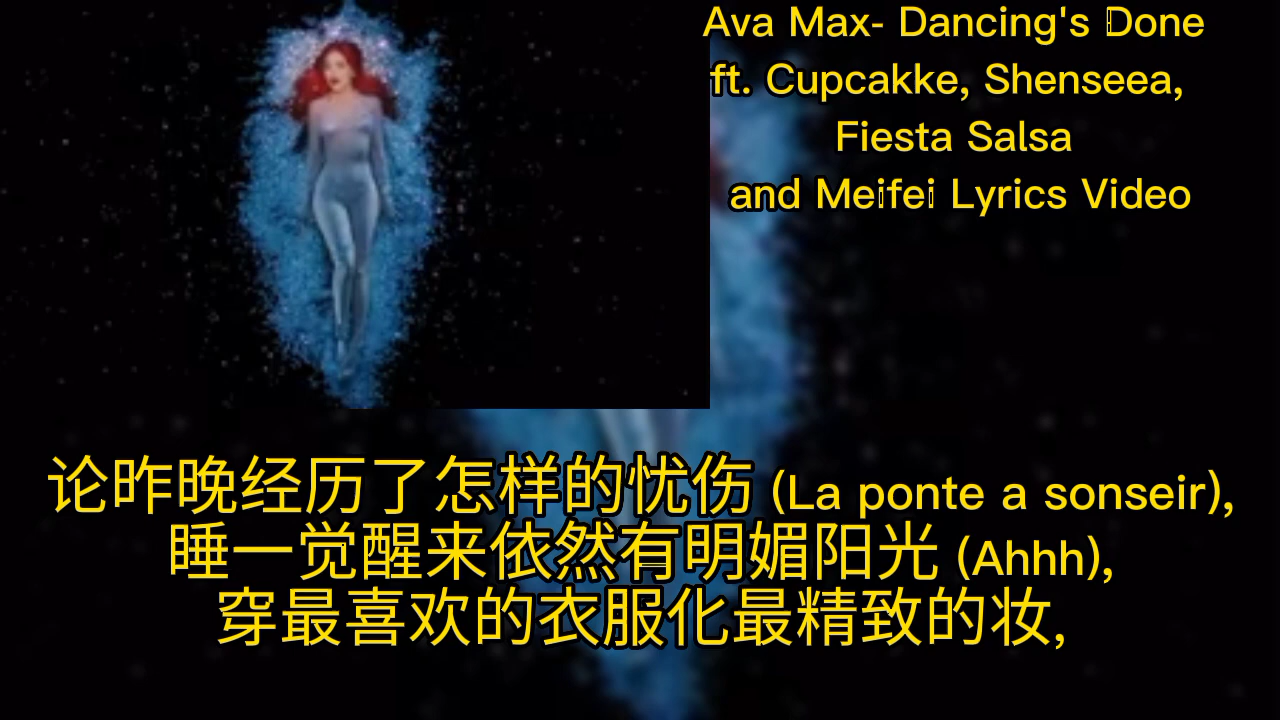 Ava Max- Dancing's Done
ft. Cupcakke, Shenseea,
Fiesta Salsa
and Meifei Lyrics Video
论昨晚经历了怎样的忧伤 (La ponte a sonseir),
睡一觉醒来依然有明媚阳光 (Ahhh),
穿最喜欢的衣服化最精致的妆,